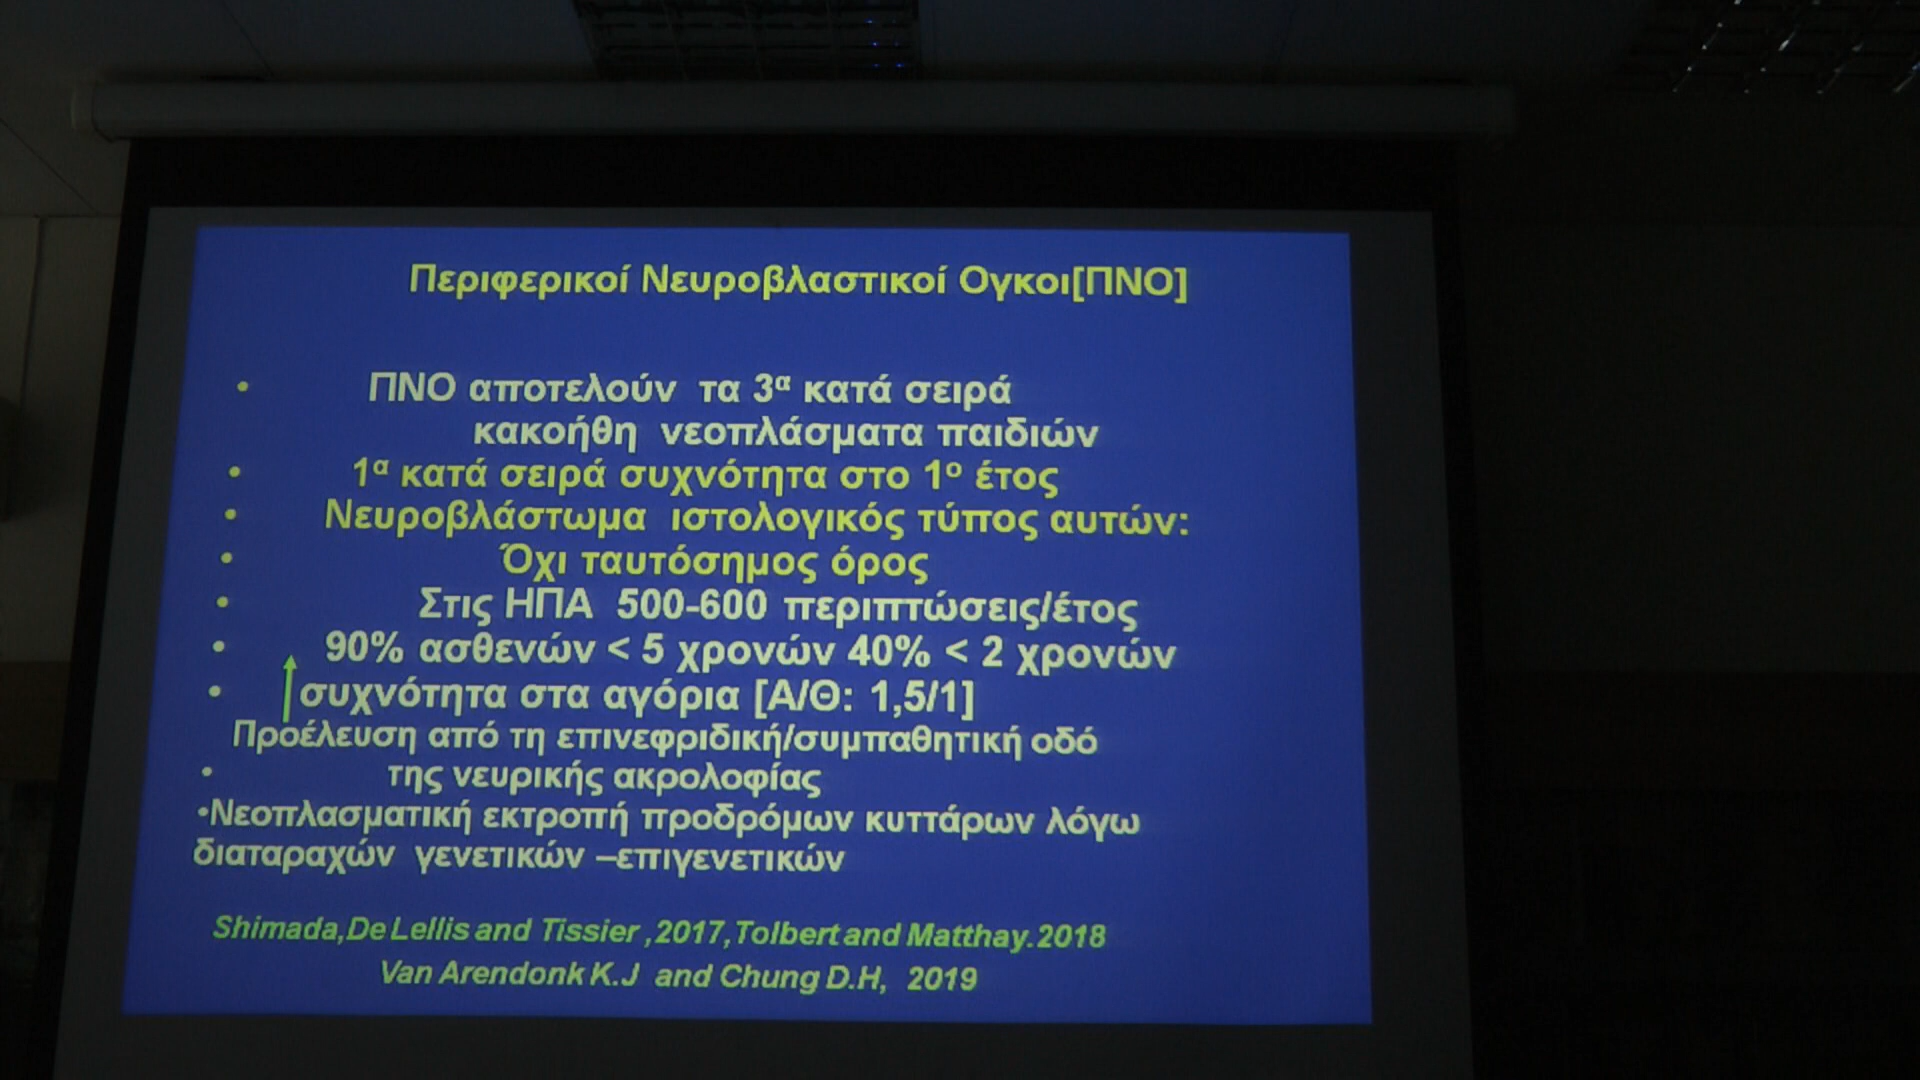 Περιφερικοί Νευροβλαστικοί Ογκοι[ΠΝΟ]
• ΠΝΟ αποτελούν τα 3α κατά σειρά
κακοήθη νεοπλάσματα παιδιών
• 1α κατά σειρά συχνότητα στο 1ο έτος
• Νευροβλάστωμα ιστολογικός τύπος αυτών:
• Όχι ταυτόσημος όρος
• Στις ΗΠΑ 500-600 περιπτώσεις/έτος
• 90% ασθενών < 5 χρονών 40% < 2 χρονών
• ↑συχνότητα στα αγόρια [Α/Θ: 1,5/1]
Προέλευση από τη επινεφριδική/συμπαθητική οδό
• της νευρικής ακρολοφίας
•Νεοπλασματική εκτροπή προδρόμων κυττάρων λόγω
διαταραχών γενετικών –επιγενετικών
Shimada,De Lellis and Tissier ,2017,Tolbert and Matthay.2018
Van Arendonk K.J and Chung D.H, 2019